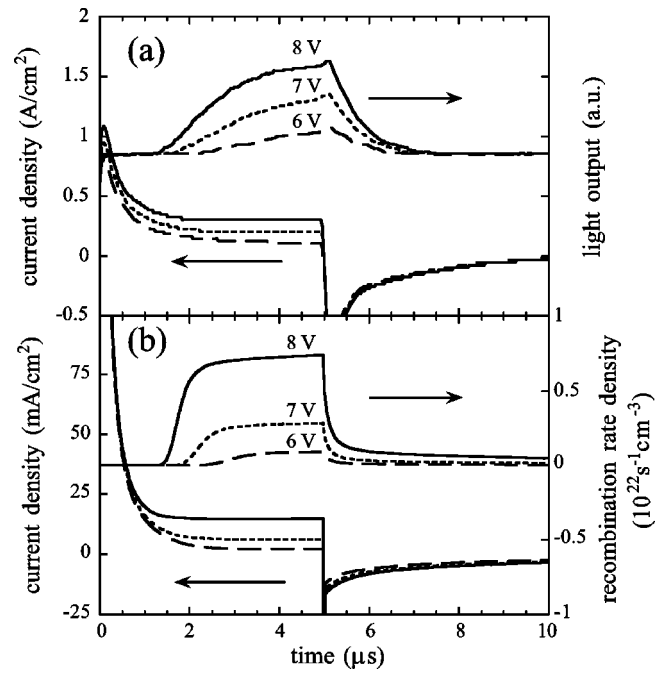 2
1.5
1
0.5
0
-0.5
current density (A/cm²)
(a)
8 V
7 V
6 V
light output (a.u.)
75
50
25
0
-25
current density (mA/cm²)
(b)
8 V
7 V
6 V
1
0.5
0
-0.5
-1
recombination rate density
(10²²s⁻¹cm⁻³)
0 2 4 6 8 10
time (μs)